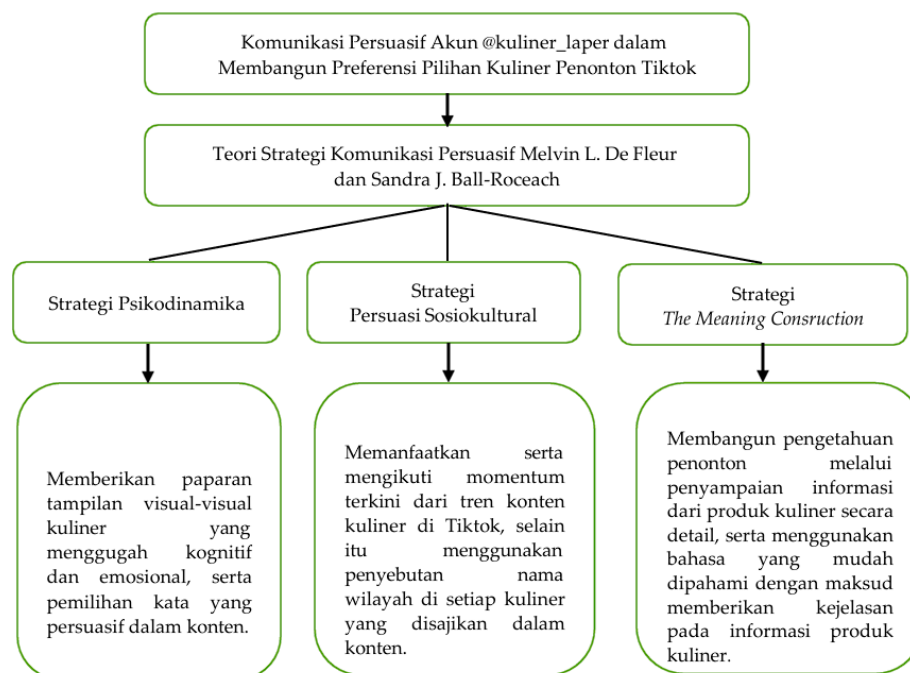 Komunikasi Persuasif Akun @kuliner_laper dalam
Membangun Preferensi Pilihan Kuliner Penonton Tiktok
Teori Strategi Komunikasi Persuasif Melvin L. De Fleur
dan Sandra J. Ball-Roceach
Strategi Psikodinamika
Strategi
Persuasi Sosiokultural
Strategi
The Meaning Consruction
Memberikan paparan
tampilan visual-visual
kuliner yang
menggugah kognitif
dan emosional, serta
pemilihan kata yang
persuasif dalam konten.
Memanfaatkan serta
mengikuti momentum
terkini dari tren konten
kuliner di Tiktok, selain
itu menggunakan
penyebutan nama
wilayah di setiap kuliner
yang disajikan dalam
konten.
Membangun pengetahuan
penonton melalui
penyampaian informasi
dari produk kuliner secara
detail, serta menggunakan
bahasa yang mudah
dipahami dengan maksud
memberikan kejelasan
pada informasi produk
kuliner.